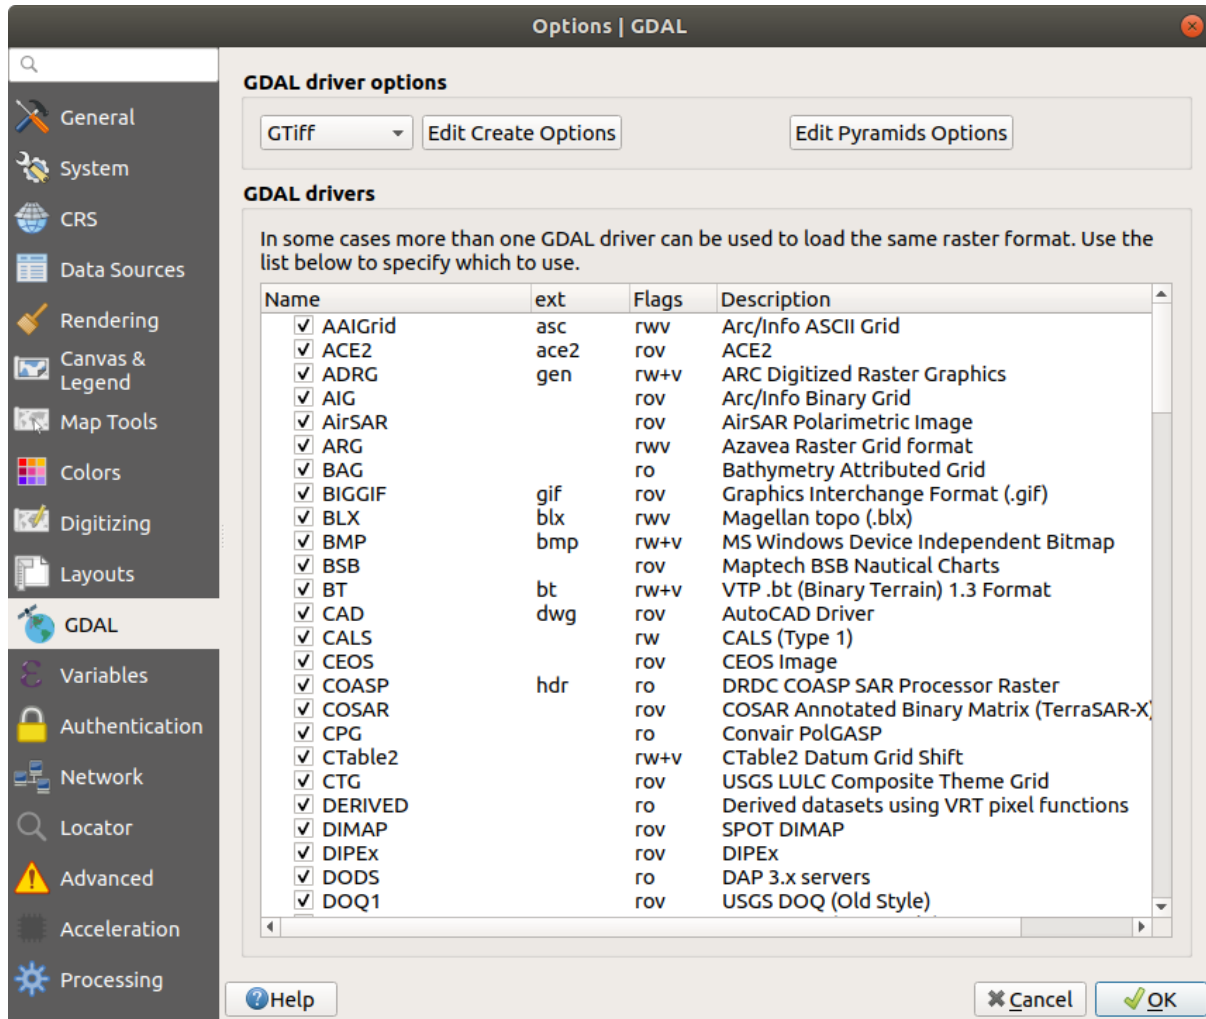 Options | GDAL
General
System
CRS
Data Sources
Rendering
Canvas &
Legend
Map Tools
Colors
Digitizing
Layouts
GDAL
Variables
Authentication
Network
Locator
Advanced
Acceleration
Processing
GDAL driver options
GTiff Edit Create Options Edit Pyramids Options
GDAL drivers
In some cases more than one GDAL driver can be used to load the same raster format. Use the
list below to specify which to use.
Name ext Flags Description
AAIGrid asc rwv Arc/Info ASCII Grid
ACE2 ace2 rov ACE2
ADRG gen rw+v ARC Digitized Raster Graphics
AIG rov Arc/Info Binary Grid
AirSAR rov AirSAR Polarimetric Image
ARG rwv Azavea Raster Grid format
BAG ro Bathymetry Attributed Grid
BIGGIF gif rov Graphics Interchange Format (.gif)
BLX blx rwv Magellan topo (.blx)
BMP bmp rw+v MS Windows Device Independent Bitmap
BSB rov Maptech BSB Nautical Charts
BT bt rw+v VTP .bt (Binary Terrain) 1.3 Format
CAD dwg rov AutoCAD Driver
CALS rw CALS (Type 1)
CEOS rov CEOS Image
COASP hdr ro DRDC COASP SAR Processor Raster
COSAR rov COSAR Annotated Binary Matrix (TerraSAR-X)
CPG ro Convair PolGASP
CTable2 rw+v CTable2 Datum Grid Shift
CTG rov USGS LULC Composite Theme Grid
DERIVED ro Derived datasets using VRT pixel functions
DIMAP rov SPOT DIMAP
DIPEx rov DIPEx
DODS ro DAP 3.x servers
DOQ1 rov USGS DOQ (Old Style)
Help Cancel OK